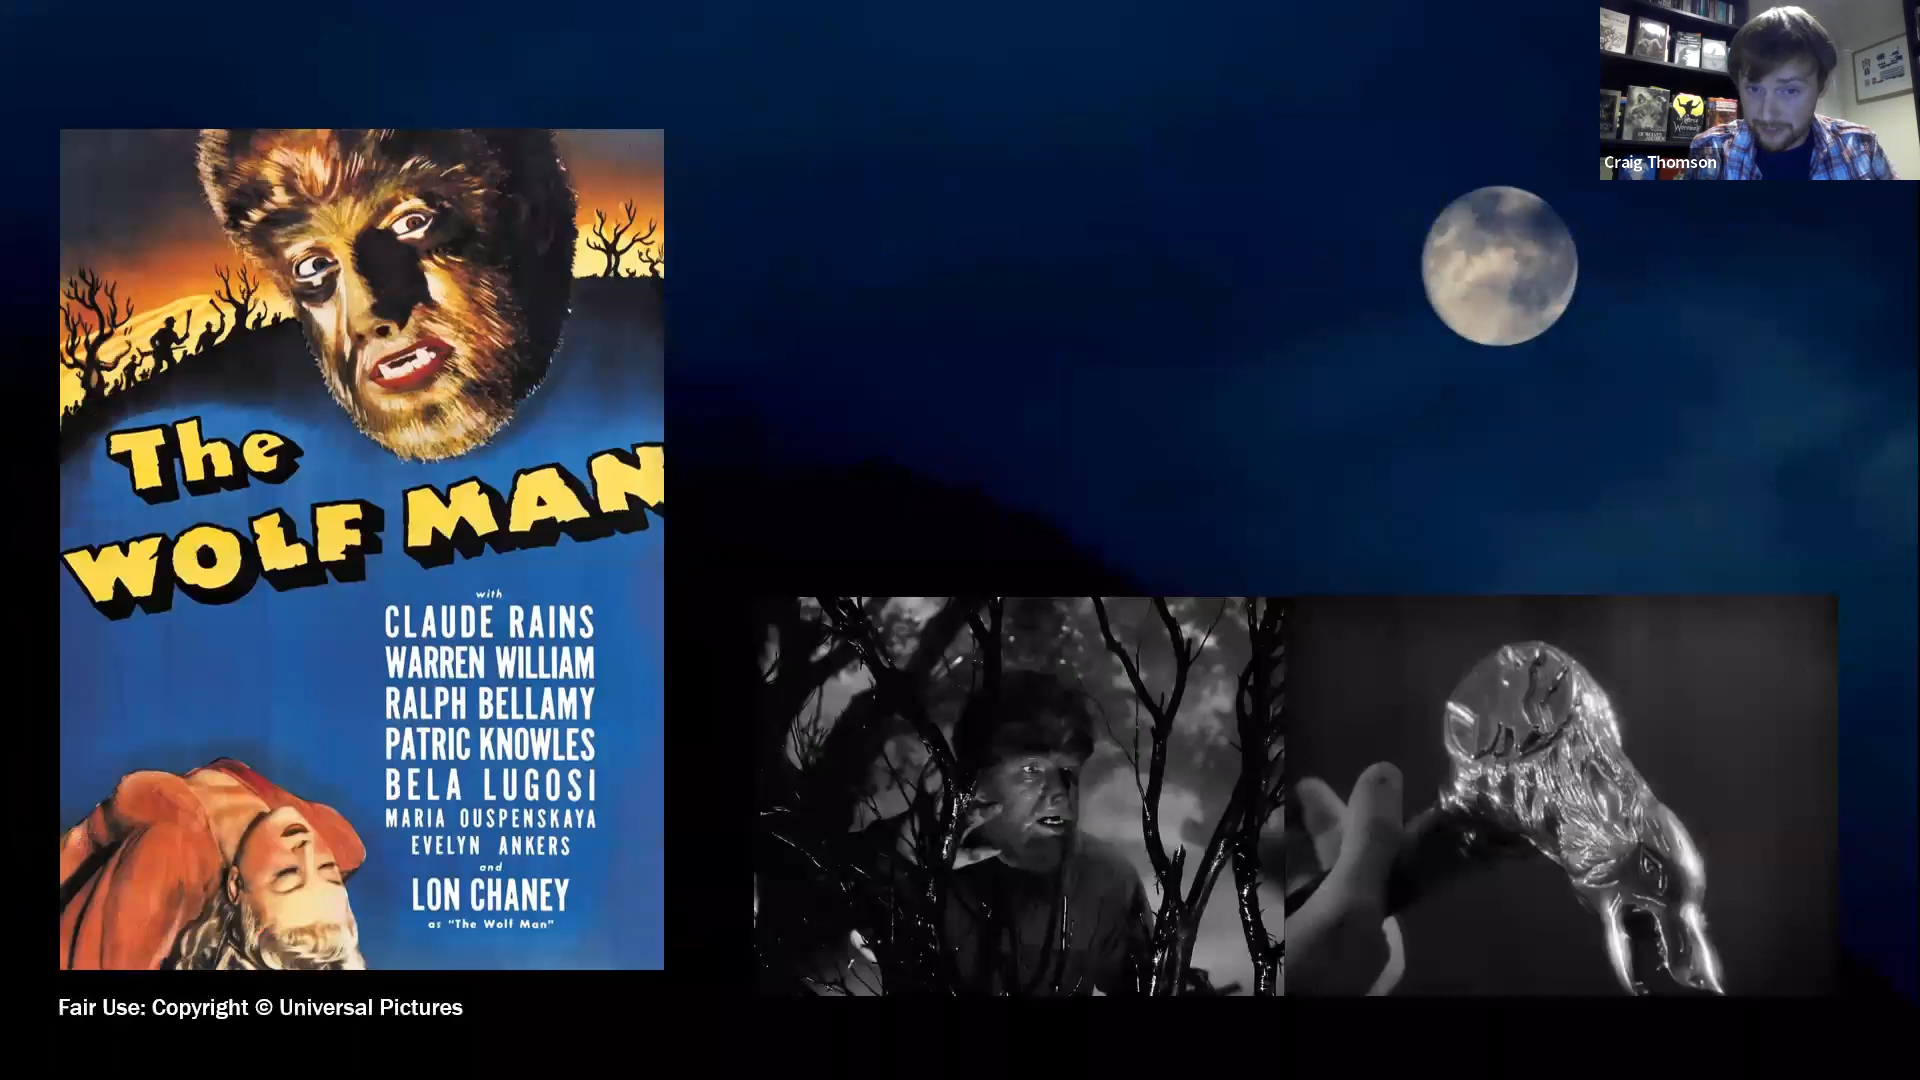 Craig Thomson
The
WOLF MAN
with
CLAUDE RAINS
WARREN WILLIAM
RALPH BELLAMY
PATRIC KNOWLES
BELA LUGOSI
MARIA OUSPENSKAYA
EVELYN ANKERS
and
LON CHANEY
as "The Wolf Man"
Fair Use: Copyright © Universal Pictures